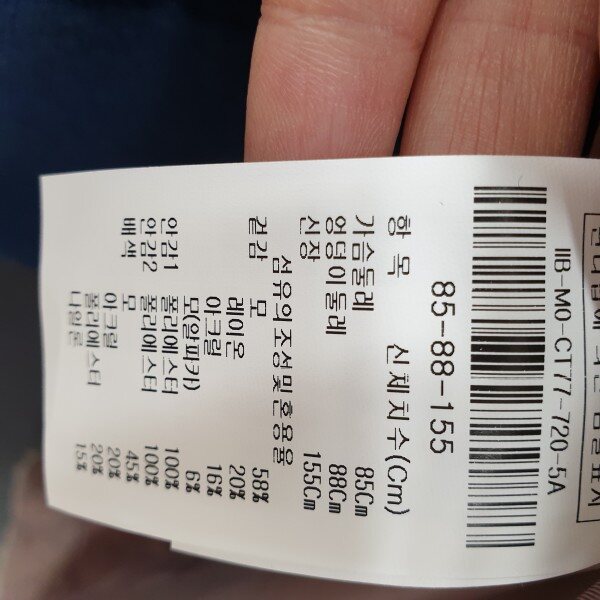 ⅡB-MO-CT77-720-5A
85-88-155
항 목 신체치수(Cm)
가슴둘레 85Cm
엉덩이둘레 88Cm
신장 155Cm
섬유의조성및혼용율
겉감 모 58%
레이온 20%
아크릴 16%
모(알파카) 6%
안감1 폴리에스터 100%
안감2 폴리에스터 100%
배색 모 45%
아크릴 20%
폴리에스터 20%
나일론 15%